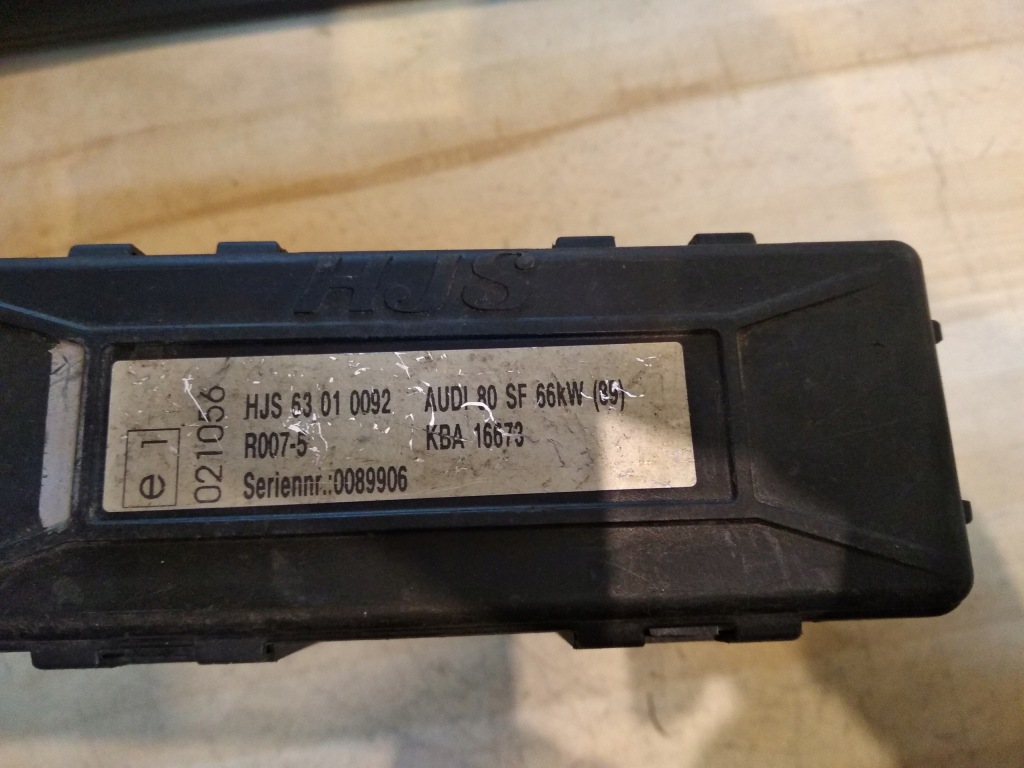 HJS
e1
021056
HJS 63 01 0092 AUDI 80 SF 66kW
R007-5 KBA 16673
Seriennr.:0089906